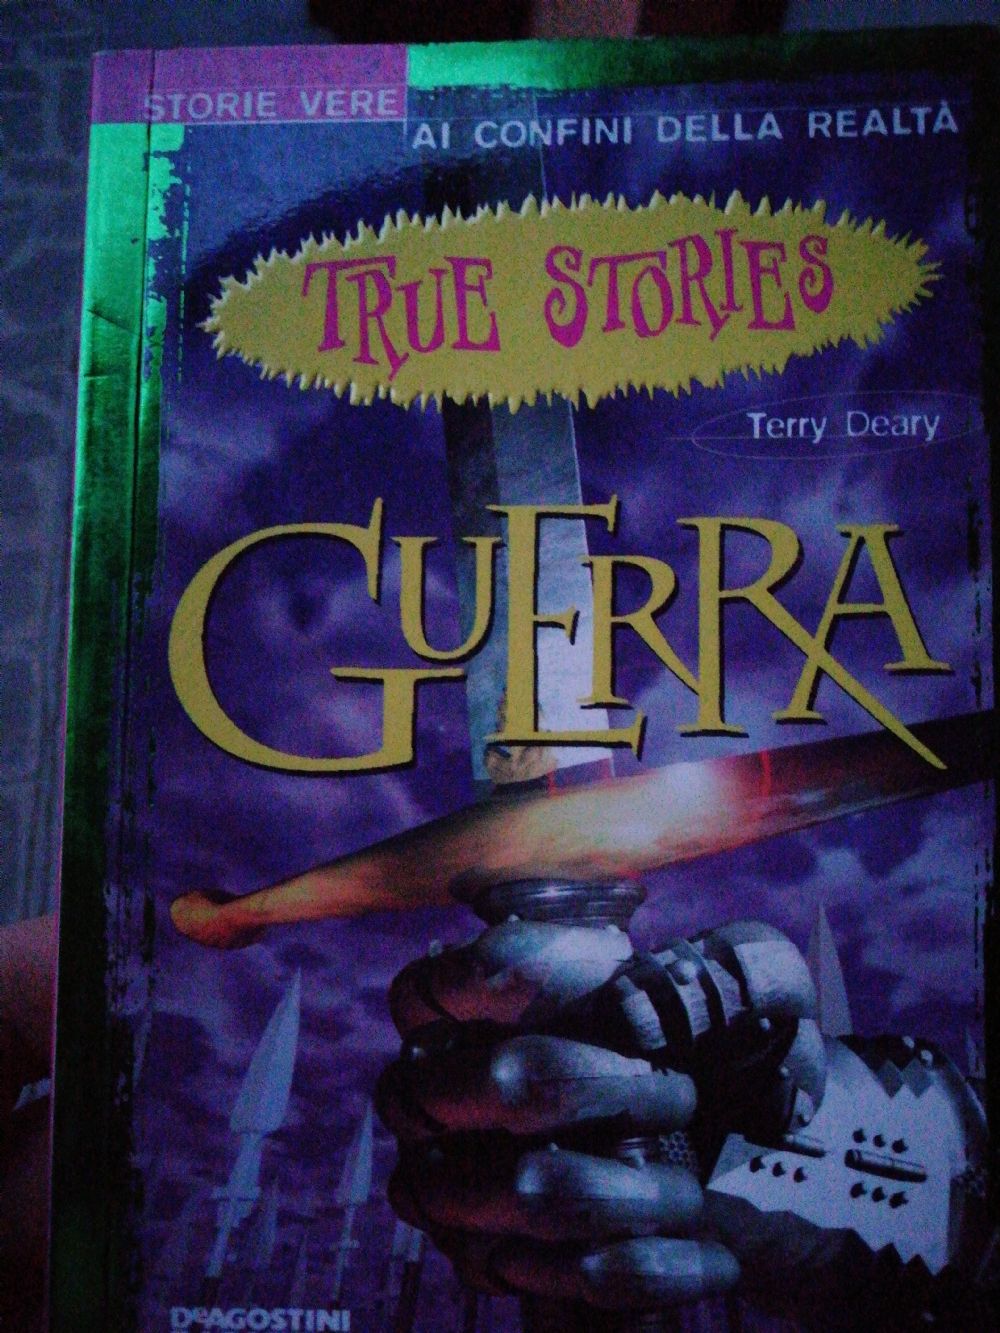 STORIE VERE
AI CONFINI DELLA REALTÀ
TRUE STORIES
Terry Deary
GUERRA
DeAGOSTINI